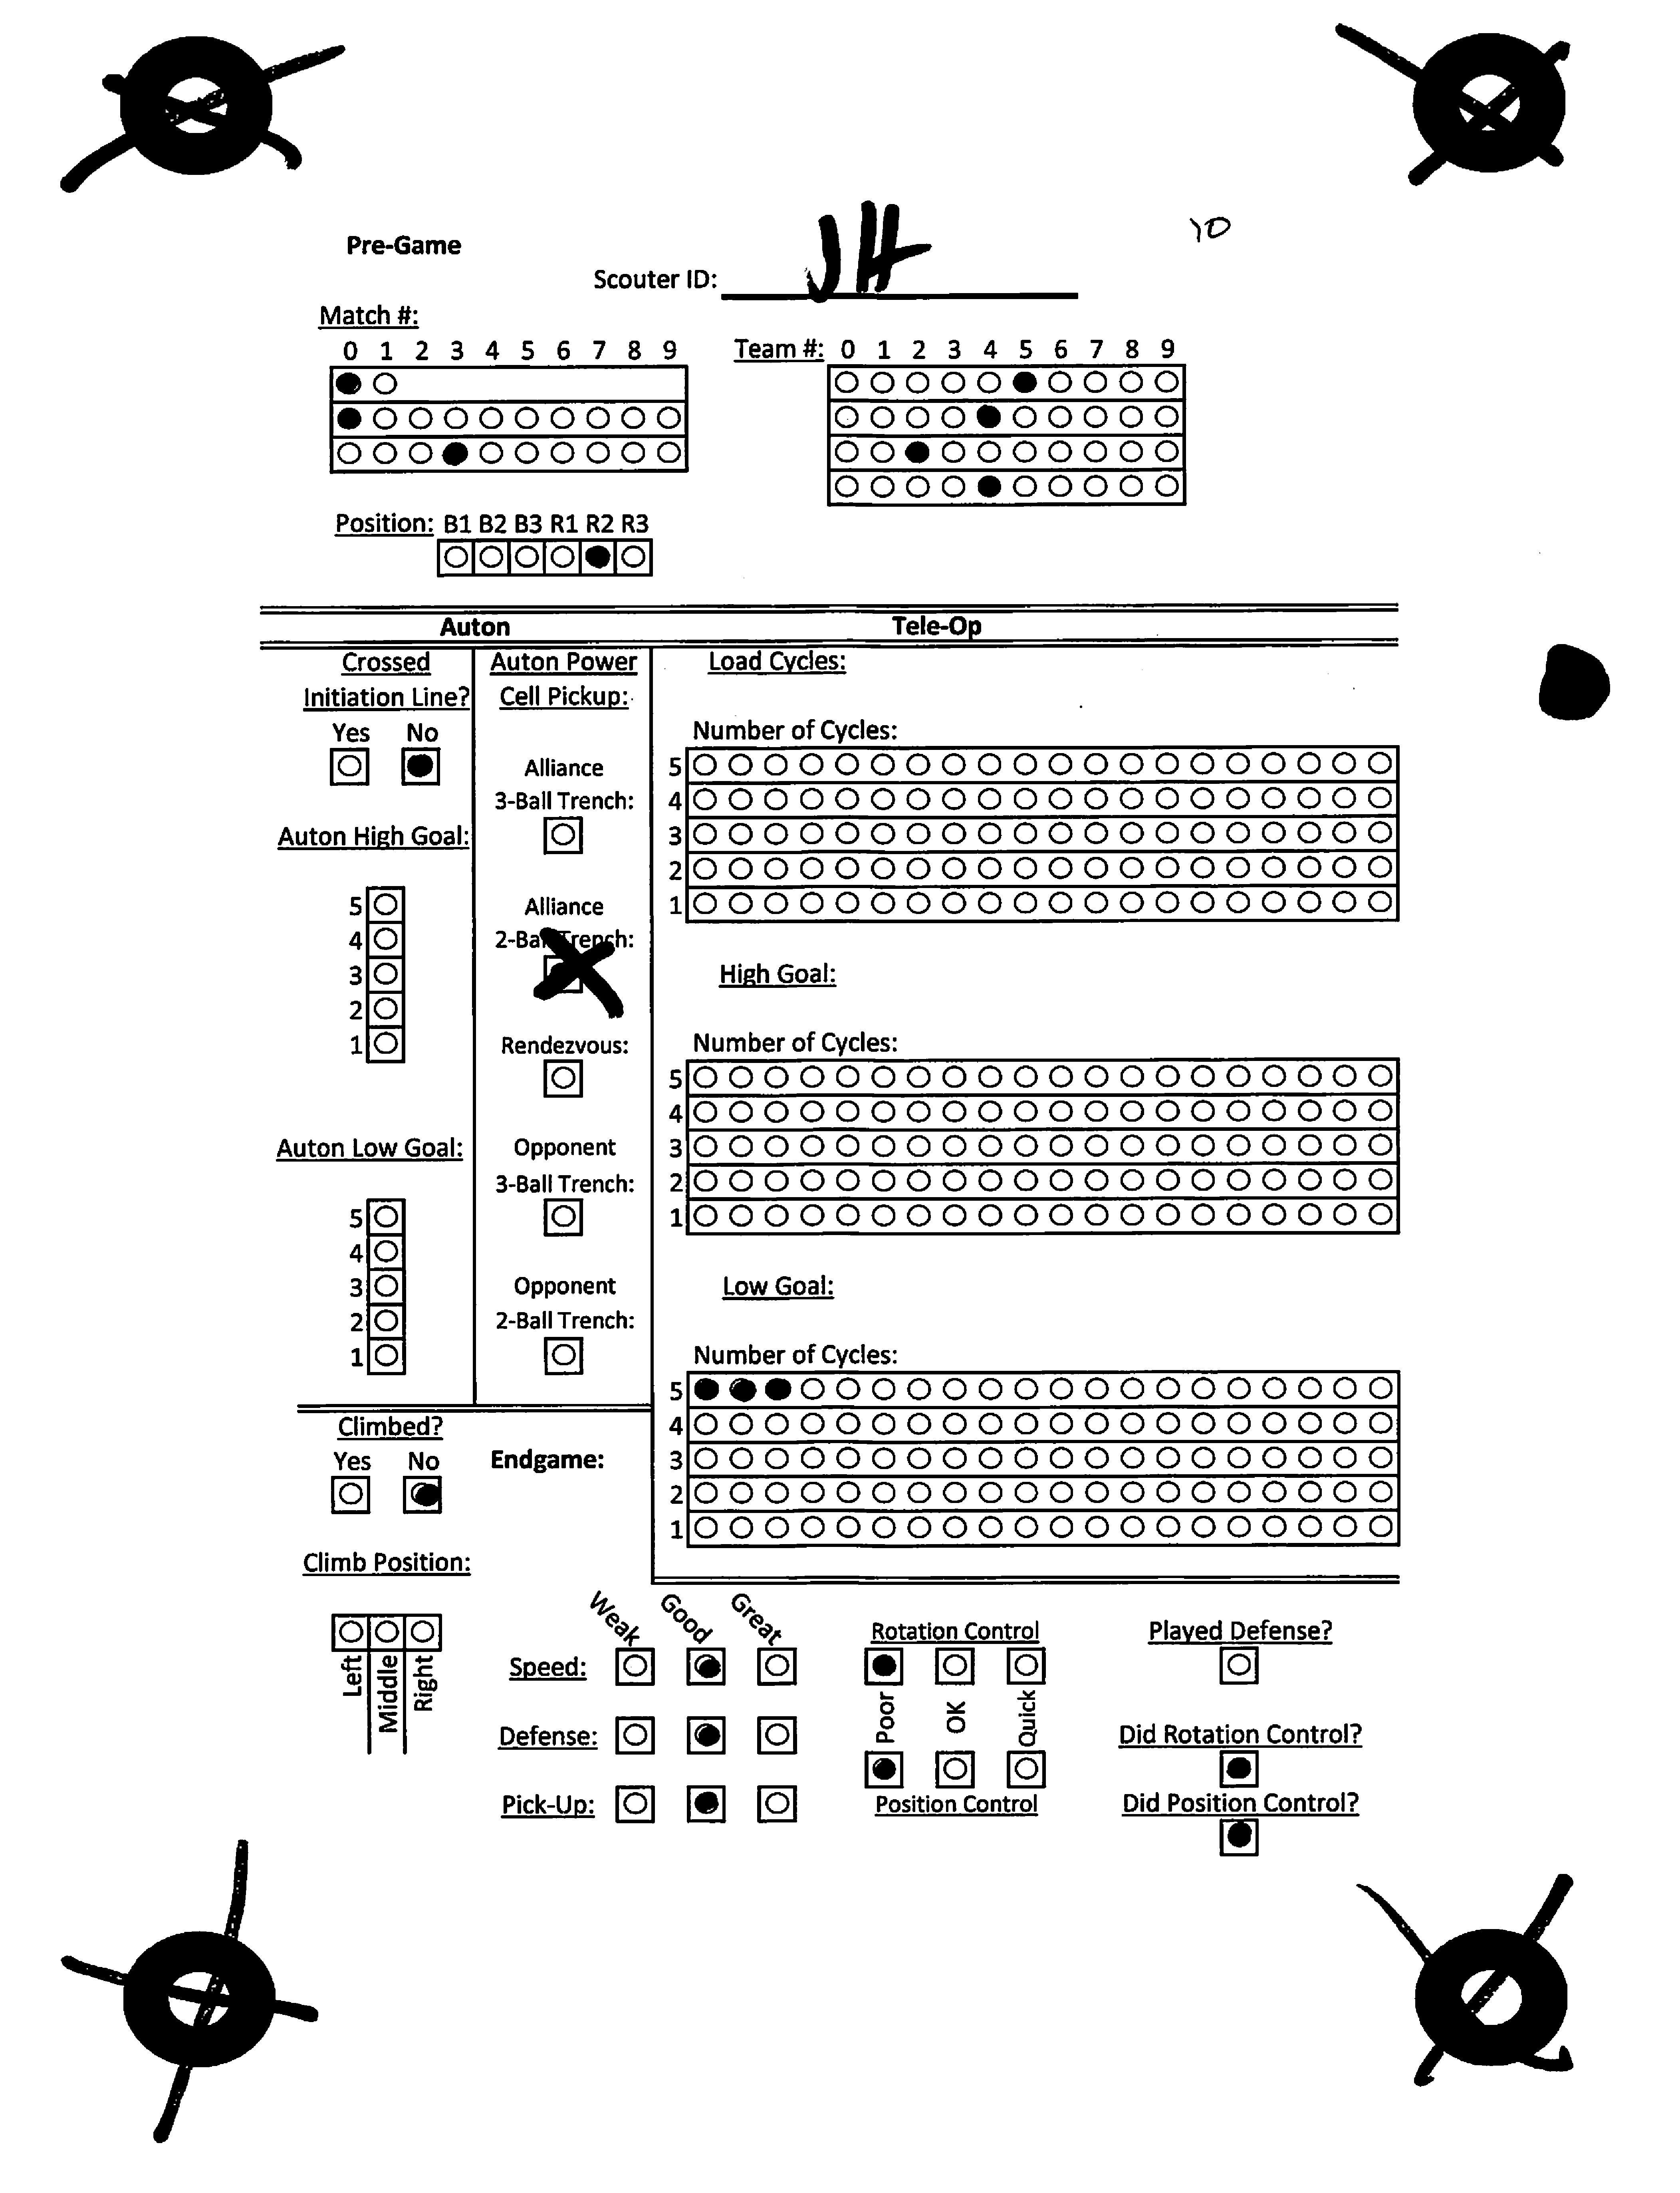 Pre-Game
JH
10
Scouter ID:
Match #:
0 1 2 3 4 5 6 7 8 9
Team #: 0 1 2 3 4 5 6 7 8 9
Position: B1 B2 B3 R1 R2 R3
Auton
Tele-Op
Crossed
Initiation Line?
Yes No
Auton High Goal:
5
4
3
2
1
Auton Low Goal:
5
4
3
2
1
Auton Power
Cell Pickup:
Alliance
3-Ball Trench:
Alliance
2-Ball Trench:
Rendezvous:
Opponent
3-Ball Trench:
Opponent
2-Ball Trench:
Load Cycles:
Number of Cycles:
5
4
3
2
1
High Goal:
Number of Cycles:
5
4
3
2
1
Low Goal:
Number of Cycles:
5
4
3
2
1
Climbed?
Yes No
Endgame:
Climb Position:
Left
Middle
Right
Weak
Good
Great
Speed:
Defense:
Pick-Up:
Rotation Control
Poor
OK
Quick
Position Control
Played Defense?
Did Rotation Control?
Did Position Control?